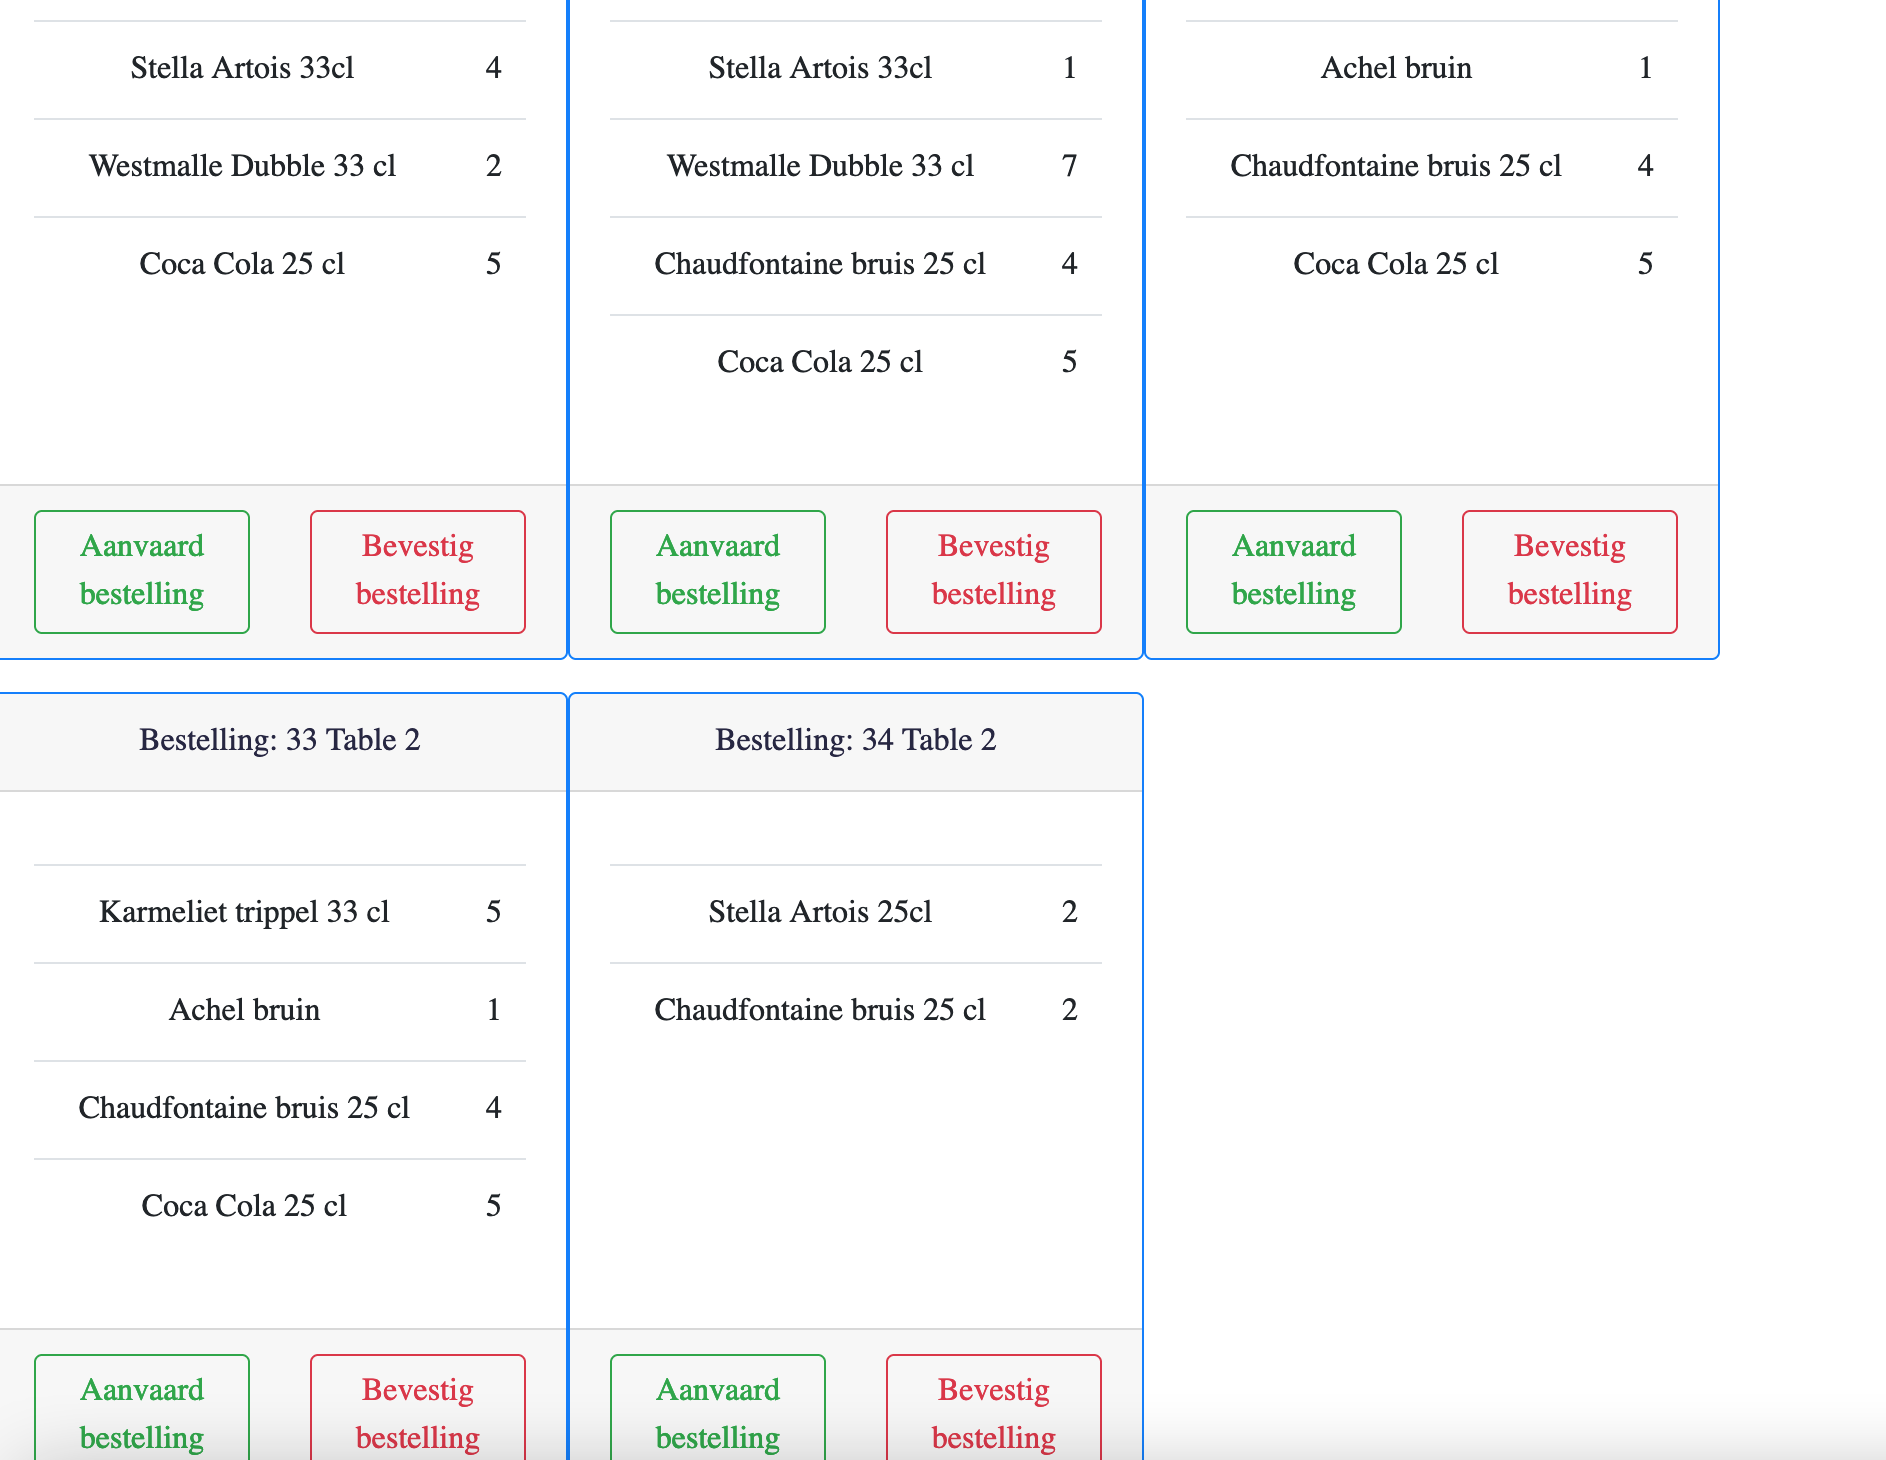 Stella Artois 33cl 4
Westmalle Dubble 33 cl 2
Coca Cola 25 cl 5
Aanvaard
bestelling
Bevestig
bestelling
Stella Artois 33cl 1
Westmalle Dubble 33 cl 7
Chaudfontaine bruis 25 cl 4
Coca Cola 25 cl 5
Aanvaard
bestelling
Bevestig
bestelling
Achel bruin 1
Chaudfontaine bruis 25 cl 4
Coca Cola 25 cl 5
Aanvaard
bestelling
Bevestig
bestelling
Bestelling: 33 Table 2
Karmeliet trippel 33 cl 5
Achel bruin 1
Chaudfontaine bruis 25 cl 4
Coca Cola 25 cl 5
Aanvaard
bestelling
Bevestig
bestelling
Bestelling: 34 Table 2
Stella Artois 25cl 2
Chaudfontaine bruis 25 cl 2
Aanvaard
bestelling
Bevestig
bestelling